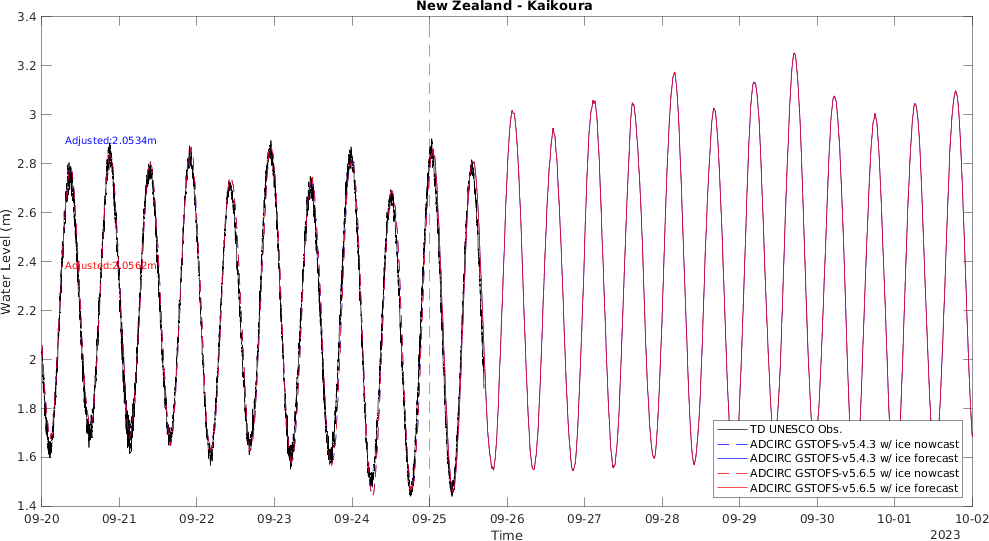 New Zealand - Kaikoura
3.4
3.2
3
2.8
2.6
2.4
2.2
2
1.8
1.6
1.4
Water Level (m)
Adjusted:2.0534m
Adjusted:2.0562m
TD UNESCO Obs.
ADCIRC GSTOFS-v5.4.3 w/ ice nowcast
ADCIRC GSTOFS-v5.4.3 w/ ice forecast
ADCIRC GSTOFS-v5.6.5 w/ ice nowcast
ADCIRC GSTOFS-v5.6.5 w/ ice forecast
09-20 09-21 09-22 09-23 09-24 09-25 09-26 09-27 09-28 09-29 09-30 10-01 10-02
Time
2023